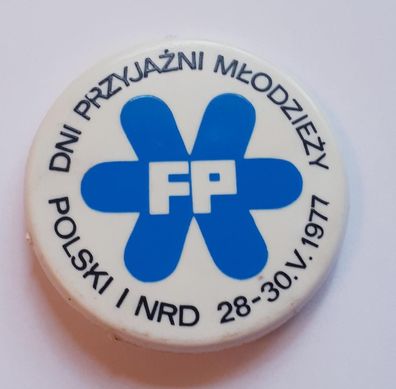 DNI PRZYJAŹNI MŁODZIEŻY
POLSKI I NRD 28-30.V.1977
FP